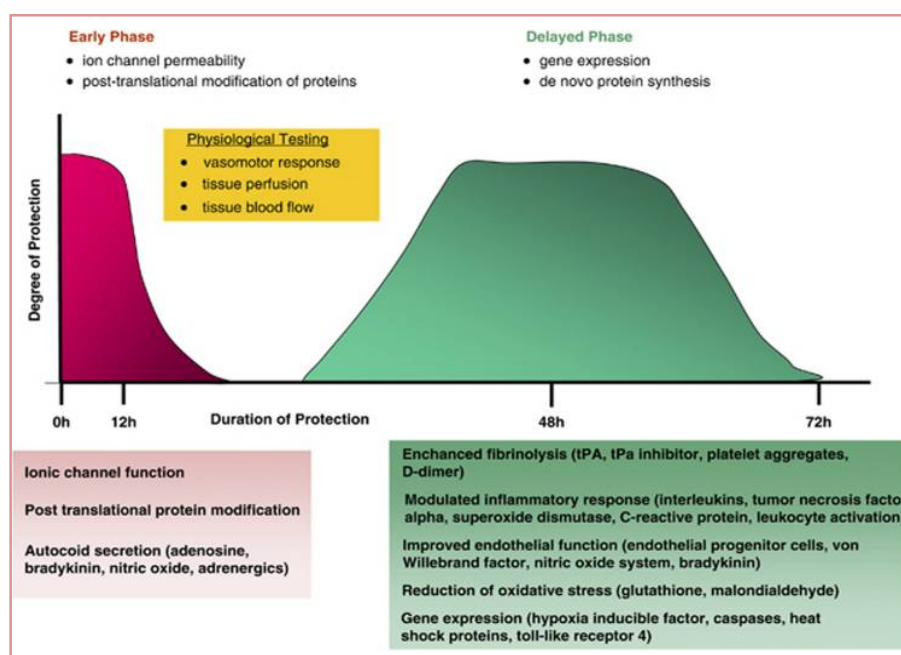 Early Phase
• ion channel permeability
• post-translational modification of proteins
Delayed Phase
• gene expression
• de novo protein synthesis
Physiological Testing
• vasomotor response
• tissue perfusion
• tissue blood flow
Degree of Protection
0h
12h
Duration of Protection
48h
72h
Ionic channel function
Post translational protein modification
Autocoid secretion (adenosine,
bradykinin, nitric oxide, adrenergics)
Enchanced fibrinolysis (tPA, tPa inhibitor, platelet aggregates,
D-dimer)
Modulated inflammatory response (interleukins, tumor necrosis facto
alpha, superoxide dismutase, C-reactive protein, leukocyte activation
Improved endothelial function (endothelial progenitor cells, von
Willebrand factor, nitric oxide system, bradykinin)
Reduction of oxidative stress (glutathione, malondialdehyde)
Gene expression (hypoxia inducible factor, caspases, heat
shock proteins, toll-like receptor 4)